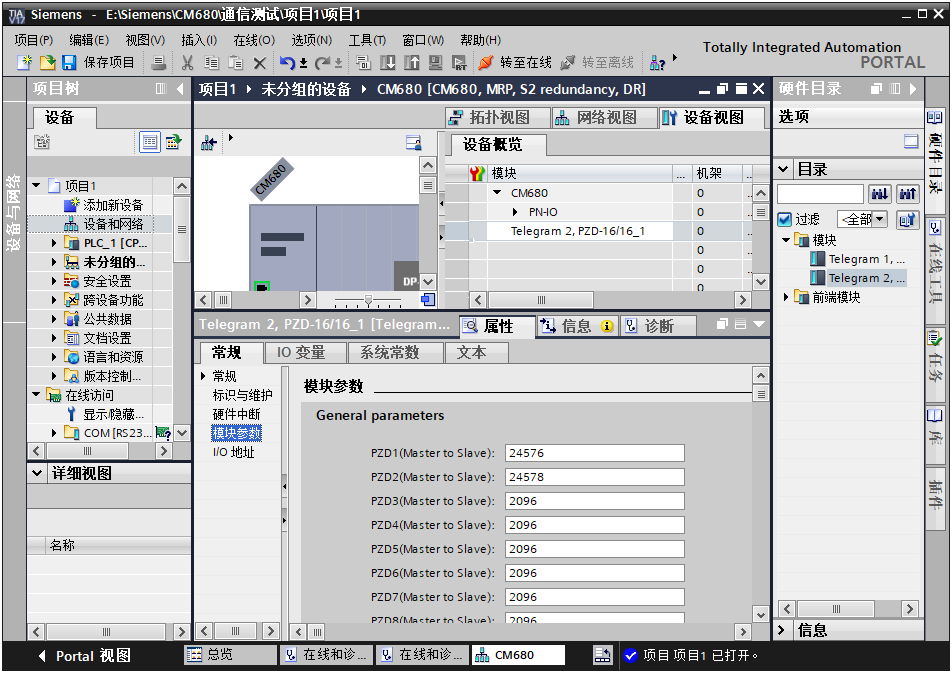 Siemens - E:\Siemens\CM680\通信测试\项目1\项目1
项目(P) 编辑(E) 视图(V) 插入(I) 在线(O) 选项(N) 工具(T) 窗口(W) 帮助(H)
Totally Integrated Automation
PORTAL
保存项目 转至在线 转至离线
项目树
设备
设备与网络
项目1
添加新设备
设备和网络
PLC_1 [CP...
未分组的...
安全设置
跨设备功能
公共数据
文档设置
语言和资源
版本控制...
在线访问
显示/隐藏...
COM [RS23...
详细视图
名称
项目1 未分组的设备 CM680 [CM680, MRP, S2 redundancy, DR]
拓扑视图 网络视图 设备视图
CM680
DP-
设备概览
模块 ... 机架 ..
CM680 0
PN-IO 0
Telegram 2, PZD-16/16_1 0
0
0
0
Telegram 2, PZD-16/16_1 [Telegram... 属性 信息 诊断
常规 IO 变量 系统常数 文本
常规
标识与维护
硬件中断
模块参数
I/O 地址
模块参数
General parameters
PZD1(Master to Slave): 24576
PZD2(Master to Slave): 24578
PZD3(Master to Slave): 2096
PZD4(Master to Slave): 2096
PZD5(Master to Slave): 2096
PZD6(Master to Slave): 2096
PZD7(Master to Slave): 2096
PZD8(Master to Slave): 2096
硬件目录
选项
目录
过滤 <全部>
模块
Telegram 1, ...
Telegram 2, ...
前端模块
信息
硬件目录
在线工具
任务
库
插件
Portal 视图 总览 在线和诊... 在线和诊... CM680 项目 项目1 已打开。